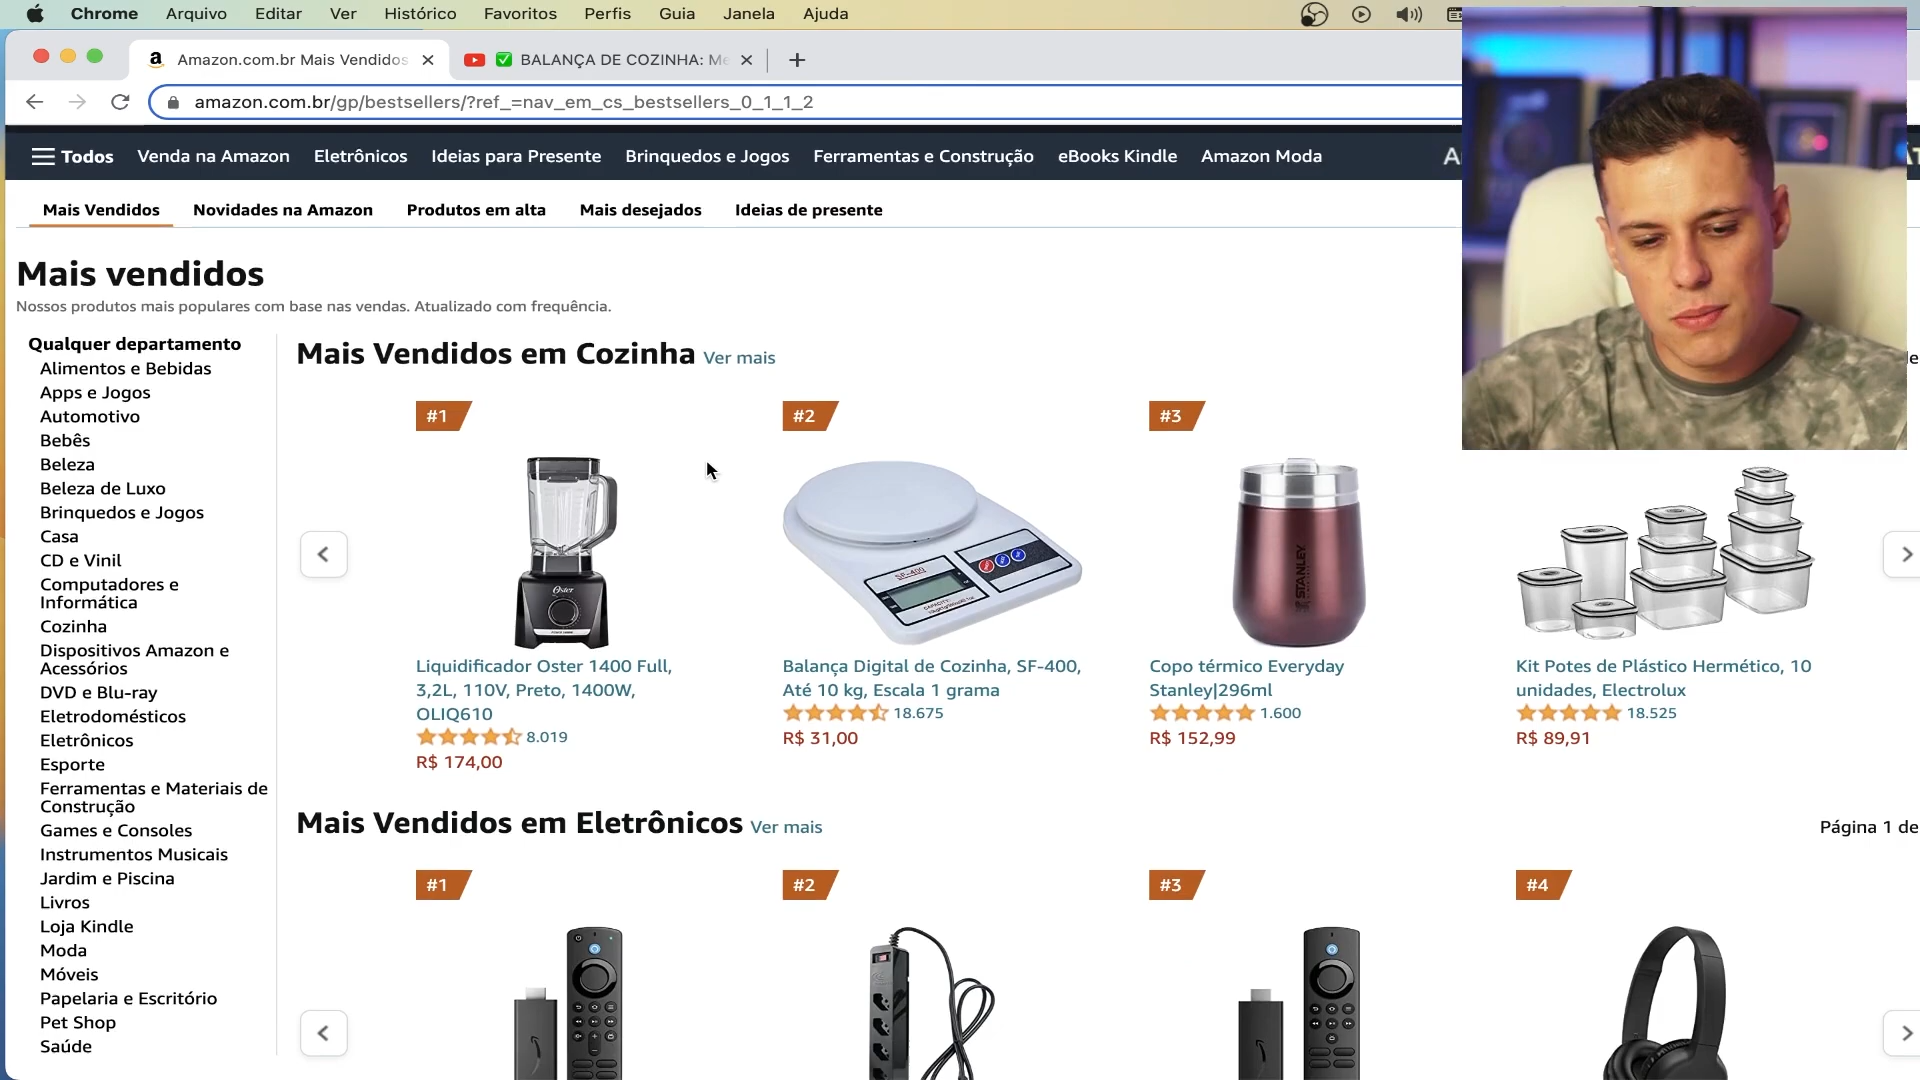 Chrome Arquivo Editar Ver Histórico Favoritos Perfis Guia Janela Ajuda
Amazon.com.br Mais Vendidos
BALANÇA DE COZINHA: Me
amazon.com.br/gp/bestsellers/?ref_=nav_em_cs_bestsellers_0_1_1_2
Todos Venda na Amazon Eletrônicos Ideias para Presente Brinquedos e Jogos Ferramentas e Construção eBooks Kindle Amazon Moda
Mais Vendidos Novidades na Amazon Produtos em alta Mais desejados Ideias de presente
Mais vendidos
Nossos produtos mais populares com base nas vendas. Atualizado com frequência.
Qualquer departamento
Alimentos e Bebidas
Apps e Jogos
Automotivo
Bebês
Beleza
Beleza de Luxo
Brinquedos e Jogos
Casa
CD e Vinil
Computadores e
Informática
Cozinha
Dispositivos Amazon e
Acessórios
DVD e Blu-ray
Eletrodomésticos
Eletrônicos
Esporte
Ferramentas e Materiais de
Construção
Games e Consoles
Instrumentos Musicais
Jardim e Piscina
Livros
Loja Kindle
Moda
Móveis
Papelaria e Escritório
Pet Shop
Saúde
Mais Vendidos em Cozinha Ver mais
#1
Oster
Liquidificador Oster 1400 Full,
3,2L, 110V, Preto, 1400W,
OLIQ610
8.019
R$ 174,00
#2
SF-400
Balança Digital de Cozinha, SF-400,
Até 10 kg, Escala 1 grama
18.675
R$ 31,00
#3
STANLEY
Copo térmico Everyday
Stanley|296ml
1.600
R$ 152,99
Kit Potes de Plástico Hermético, 10
unidades, Electrolux
18.525
R$ 89,91
Mais Vendidos em Eletrônicos Ver mais
Página 1 de
#1
#2
#3
#4